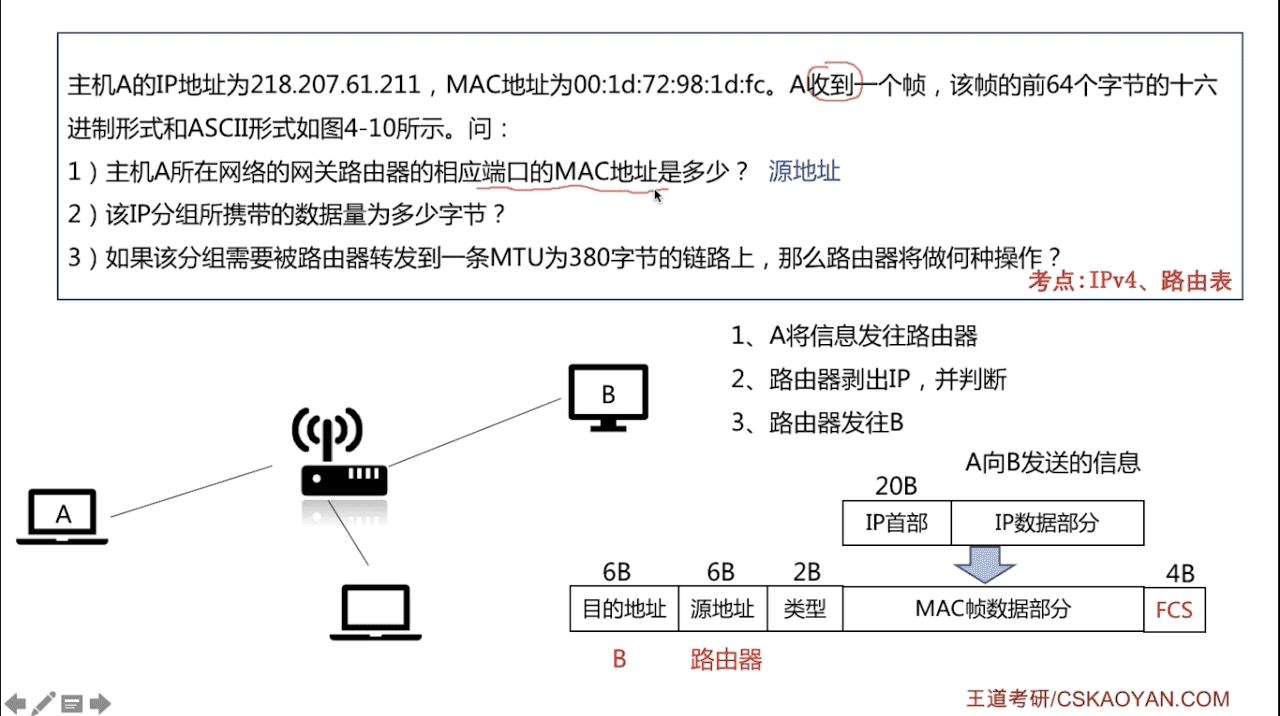 主机A的IP地址为218.207.61.211，MAC地址为00:1d:72:98:1d:fc。A收到一个帧，该帧的前64个字节的十六
进制形式和ASCII形式如图4-10所示。问：
1）主机A所在网络的网关路由器的相应端口的MAC地址是多少？ 源地址
2）该IP分组所携带的数据量为多少字节？
3）如果该分组需要被路由器转发到一条MTU为380字节的链路上，那么路由器将做何种操作？
考点:IPv4、路由表
1、A将信息发往路由器
2、路由器剥出IP，并判断
3、路由器发往B
B
A
A向B发送的信息
20B
IP首部 IP数据部分
6B 6B 2B 4B
目的地址 源地址 类型 MAC帧数据部分 FCS
B 路由器
王道考研/CSKAOYAN.COM